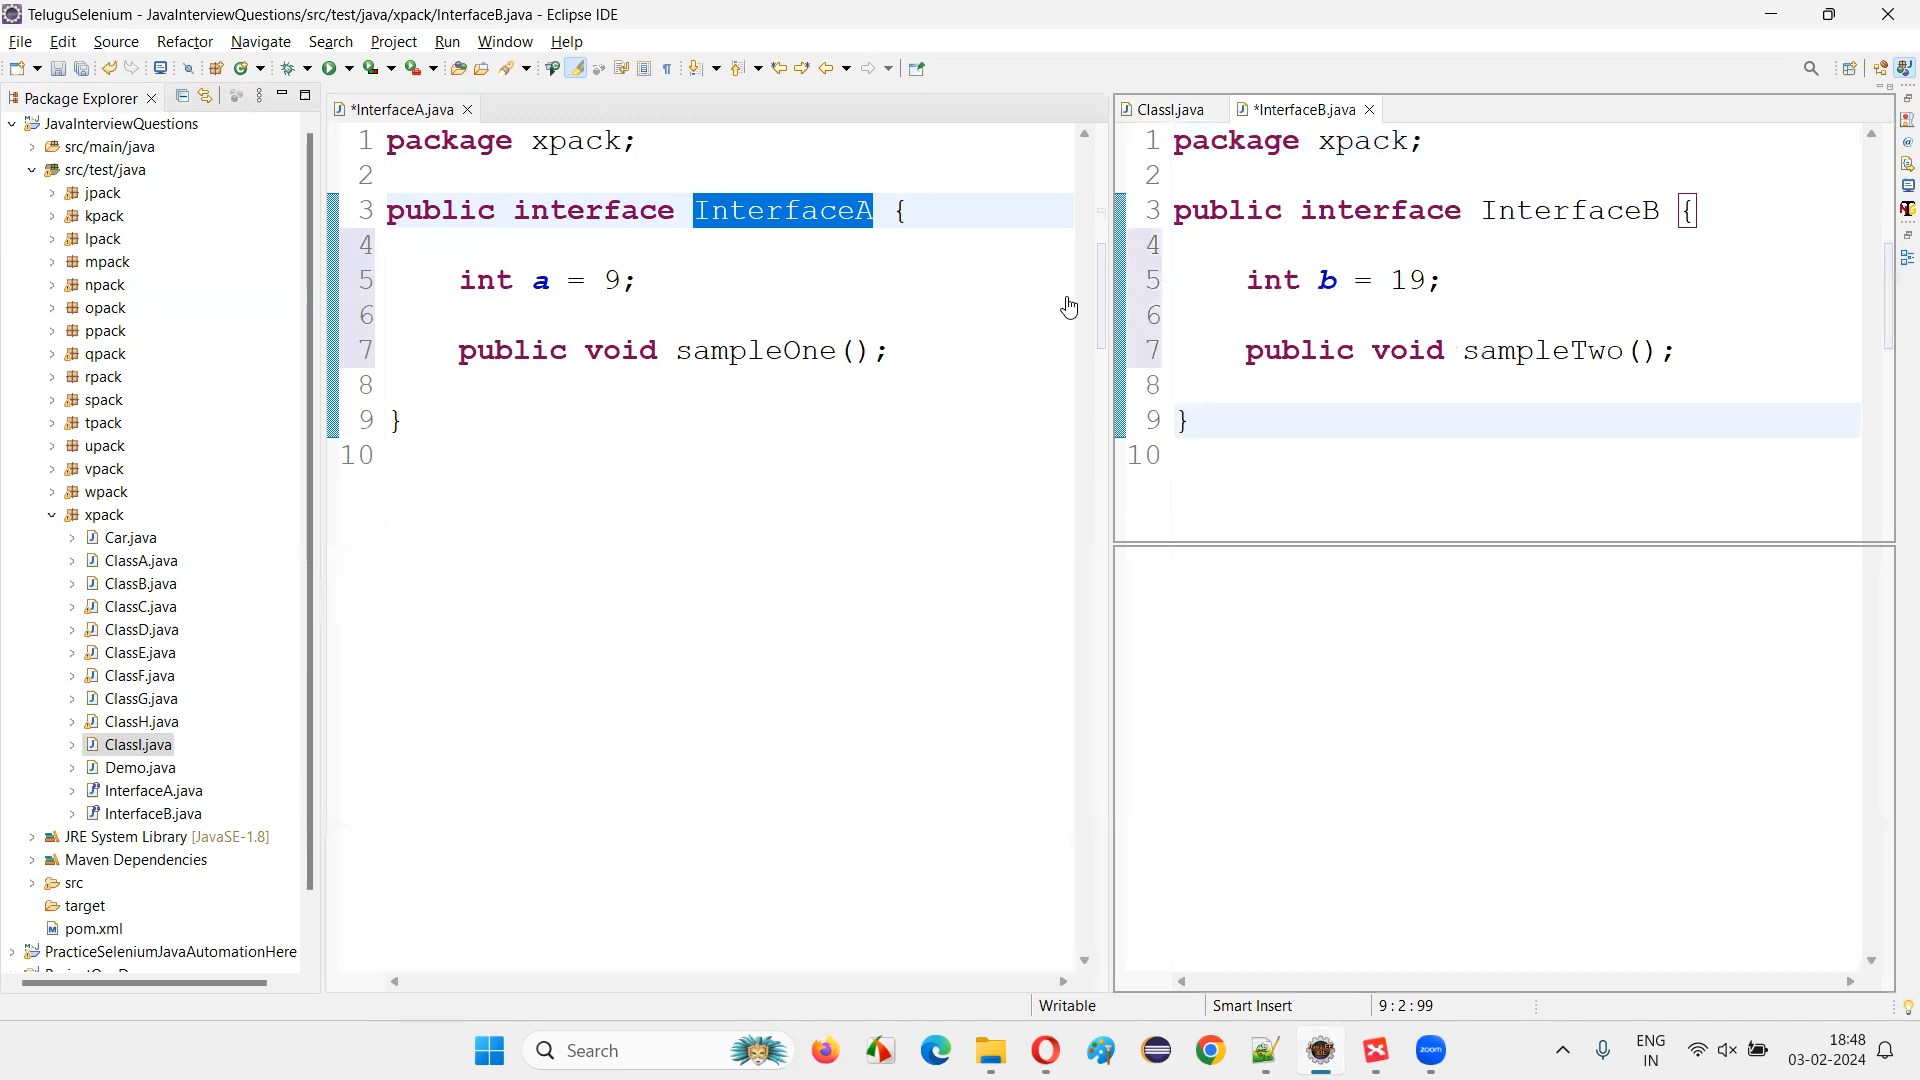 TeluguSelenium - JavaInterviewQuestions/src/test/java/xpack/InterfaceB.java - Eclipse IDE
File Edit Source Refactor Navigate Search Project Run Window Help
Package Explorer
JavaInterviewQuestions
src/main/java
src/test/java
jpack
kpack
lpack
mpack
npack
opack
ppack
qpack
rpack
spack
tpack
upack
vpack
wpack
xpack
Car.java
ClassA.java
ClassB.java
ClassC.java
ClassD.java
ClassE.java
ClassF.java
ClassG.java
ClassH.java
ClassI.java
Demo.java
InterfaceA.java
InterfaceB.java
JRE System Library [JavaSE-1.8]
Maven Dependencies
src
target
pom.xml
PracticeSeleniumJavaAutomationHere
*InterfaceA.java
1 package xpack;
2
3 public interface InterfaceA {
4
5 int a = 9;
6
7 public void sampleOne();
8
9 }
10
ClassI.java *InterfaceB.java
1 package xpack;
2
3 public interface InterfaceB {
4
5 int b = 19;
6
7 public void sampleTwo();
8
9 }
10
Writable Smart Insert 9 : 2 : 99
Search
zoom
ENG
IN
18:48
03-02-2024